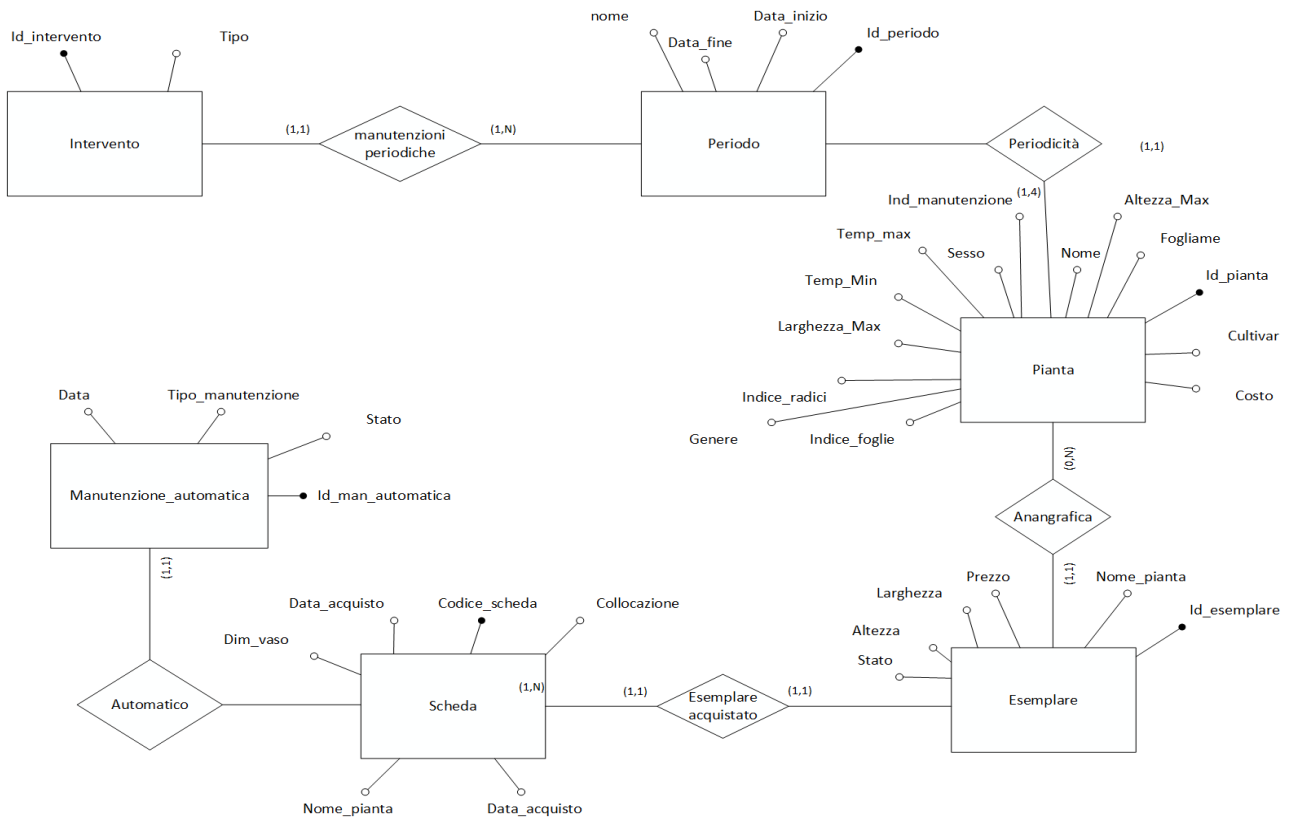 nome
Data_inizio
Id_intervento
Tipo
Data_fine
Id_periodo
Intervento
(1,1)
manutenzioni
periodiche
(1,N)
Periodo
Periodicità
(1,1)
Ind_manutenzione
(1,4)
Altezza_Max
Temp_max
Sesso
Nome
Fogliame
Temp_Min
Id_pianta
Larghezza_Max
Cultivar
Pianta
Indice_radici
Costo
Genere
Indice_foglie
(0,N)
Data
Tipo_manutenzione
Stato
Manutenzione_automatica
Id_man_automatica
Anangrafica
(1,1)
(1,1)
Prezzo
Nome_pianta
Larghezza
Id_esemplare
Data_acquisto
Codice_scheda
Collocazione
Altezza
Dim_vaso
Stato
(1,N)
(1,1)
Esemplare
acquistato
(1,1)
Automatico
Scheda
Esemplare
Nome_pianta
Data_acquisto